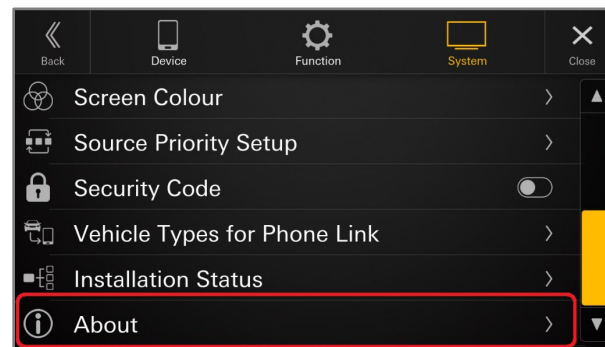 Back
Device
Function
System
Close
Screen Colour
Source Priority Setup
Security Code
Vehicle Types for Phone Link
Installation Status
About